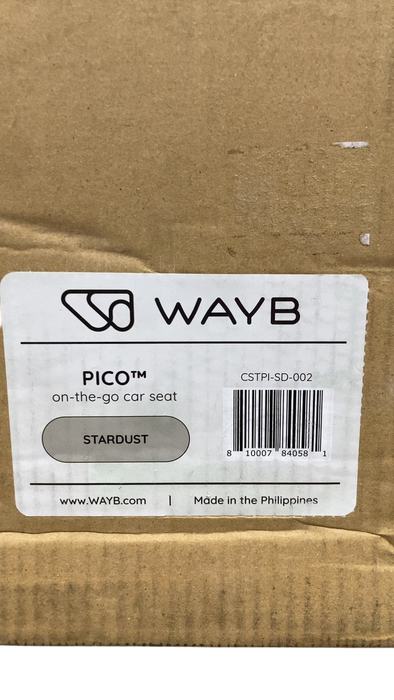 WAYB
PICO™
on-the-go car seat
STARDUST
CSTPI-SD-002
8 10007 84058 1
www.WAYB.com | Made in the Philippines